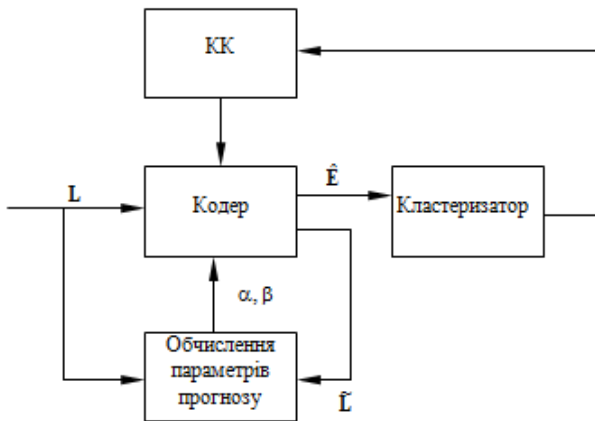 КК
L
Кодер
Ê
Кластеризатор
α, β
Обчислення
параметрів
прогнозу
L̃